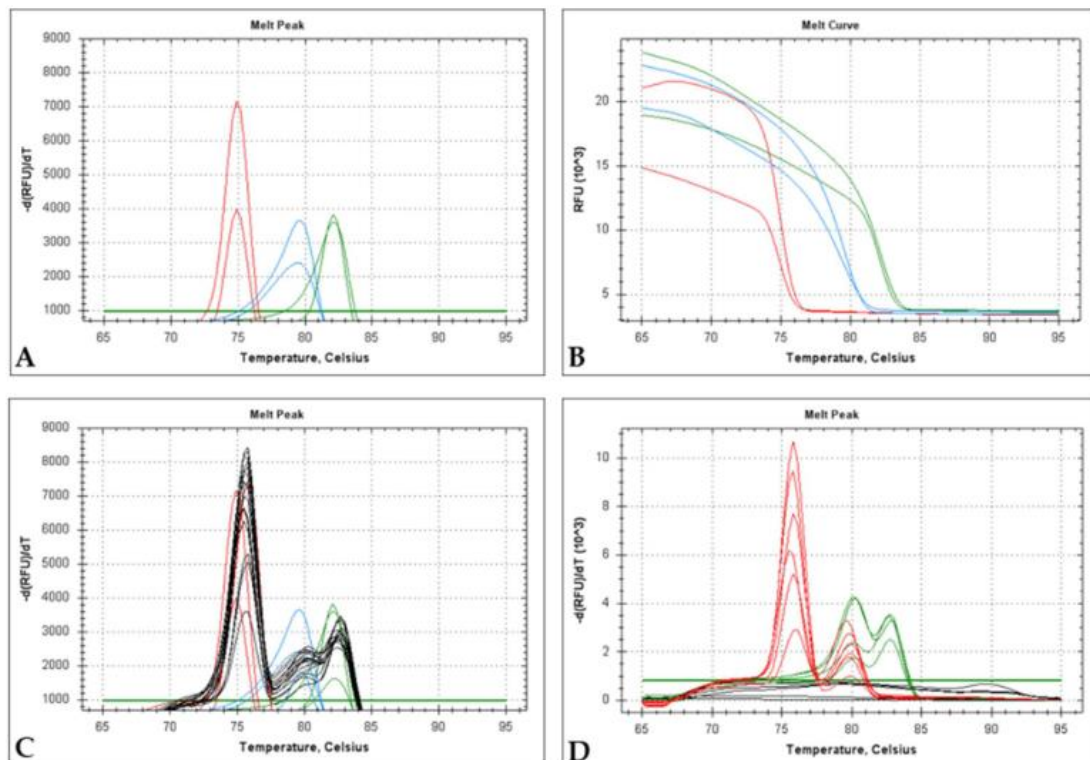 Melt Peak
9000
8000
7000
6000
5000
4000
3000
2000
1000
-d(RFU)/dT
65 70 75 80 85 90 95
Temperature, Celsius
A
Melt Curve
20
15
10
5
RFU (10^3)
65 70 75 80 85 90 95
Temperature, Celsius
B
Melt Peak
9000
8000
7000
6000
5000
4000
3000
2000
1000
-d(RFU)/dT
65 70 75 80 85 90 95
Temperature, Celsius
C
Melt Peak
10
8
6
4
2
0
-d(RFU)/dT (10^3)
65 70 75 80 85 90 95
Temperature, Celsius
D